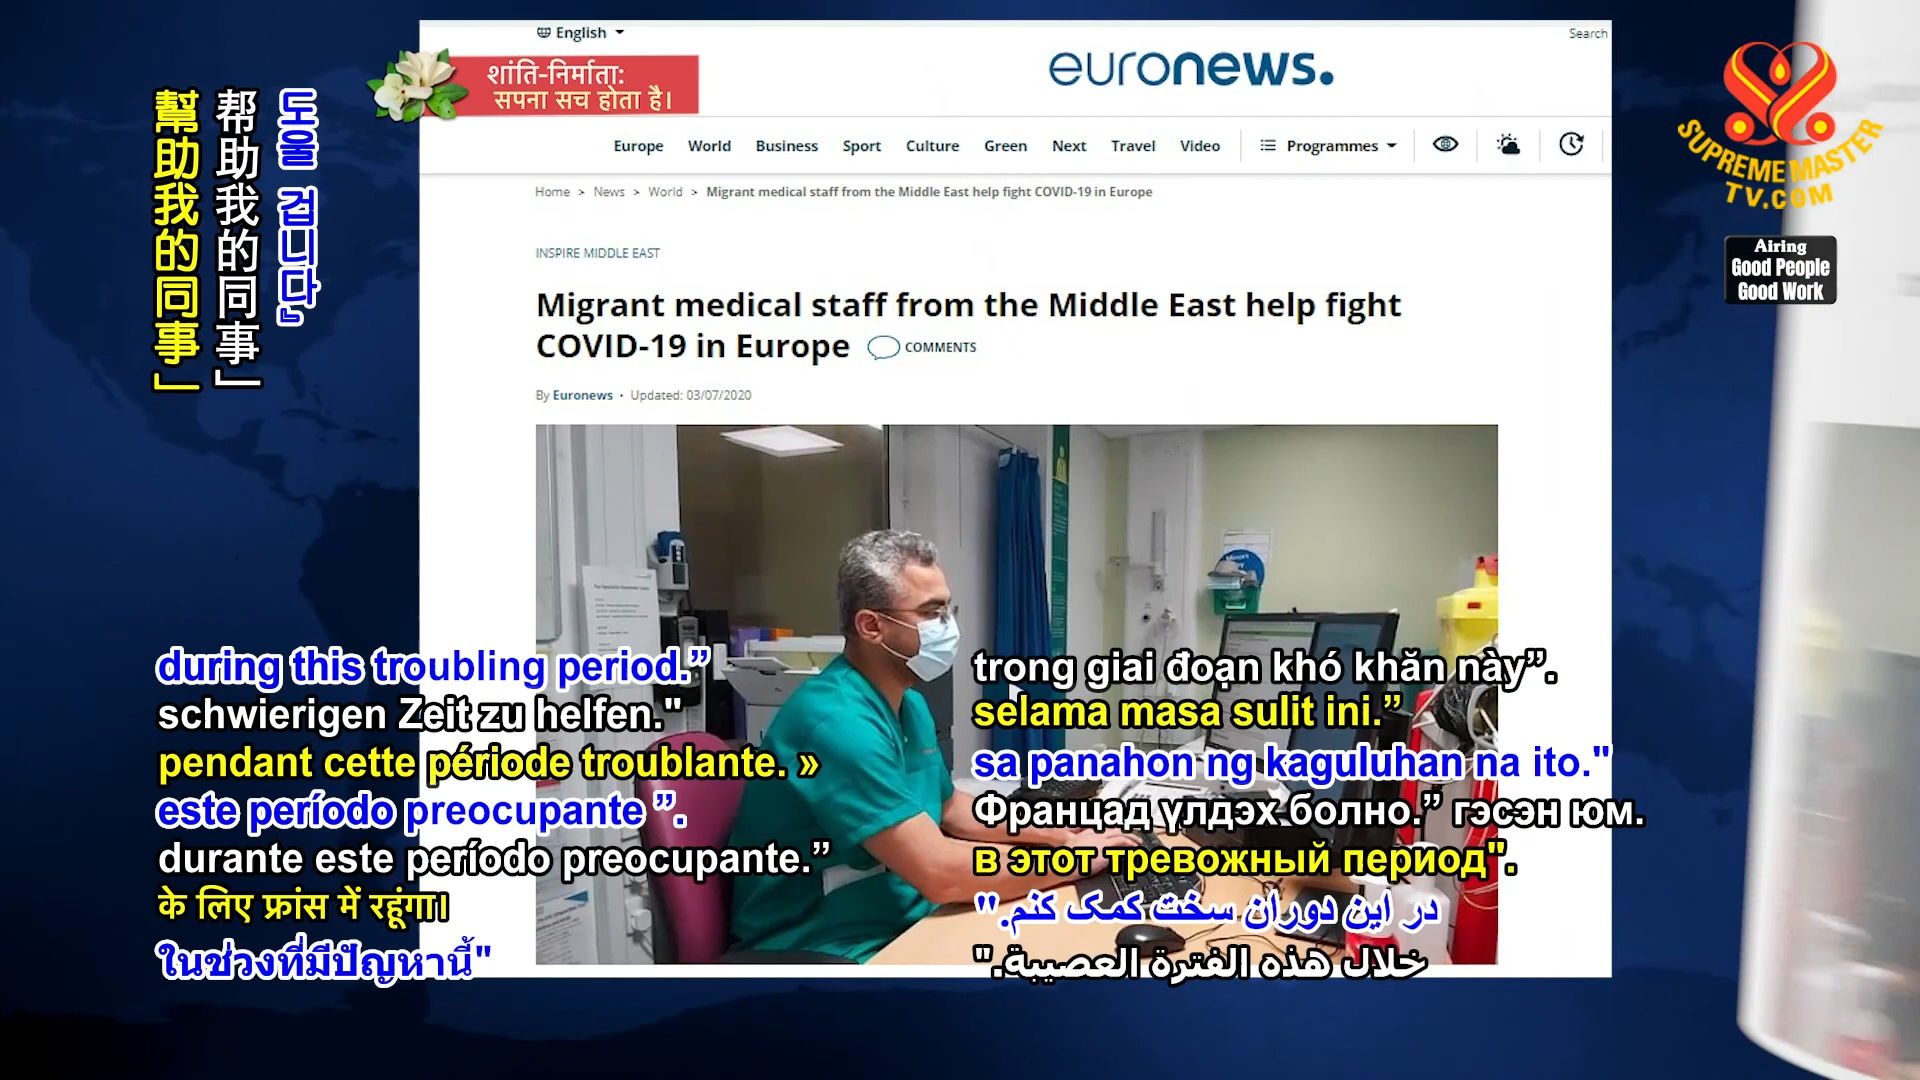 English
Search
शांति-निर्माता:
सपना सच होता है।
euronews.
Europe World Business Sport Culture Green Next Travel Video Programmes
Home > News > World > Migrant medical staff from the Middle East help fight COVID-19 in Europe
INSPIRE MIDDLE EAST
Migrant medical staff from the Middle East help fight
COVID-19 in Europe COMMENTS
By Euronews • Updated: 03/07/2020
도울 겁니다』
帮助我的同事」
幫助我的同事」
SUPREME MASTER
TV.COM
Airing
Good People
Good Work
during this troubling period.”
schwierigen Zeit zu helfen."
pendant cette période troublante. »
este período preocupante ”.
durante este período preocupante.”
के लिए फ्रांस में रहूंगा।
ในช่วงที่มีปัญหานี้"
trong giai đoạn khó khăn này”.
selama masa sulit ini.”
sa panahon ng kaguluhan na ito."
Францад үлдэх болно.” гэсэн юм.
в этот тревожный период".
در این دوران سخت کمک کنم."
خلال هذه الفترة العصيبة."